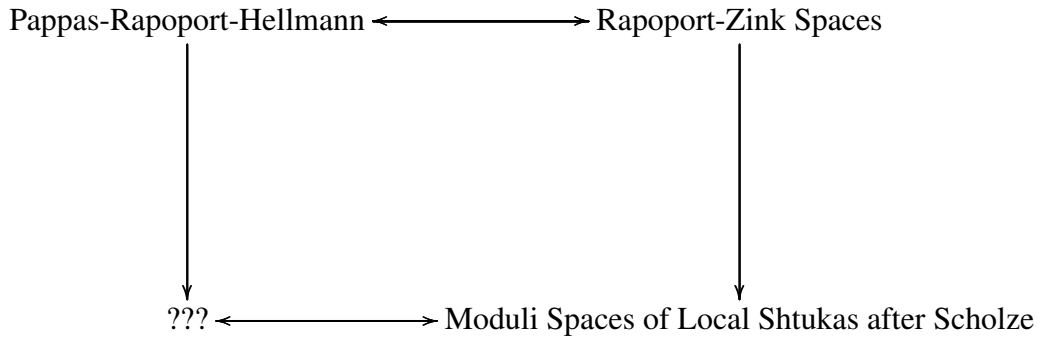 Pappas-Rapoport-Hellmann Rapoport-Zink Spaces
??? Moduli Spaces of Local Shtukas after Scholze